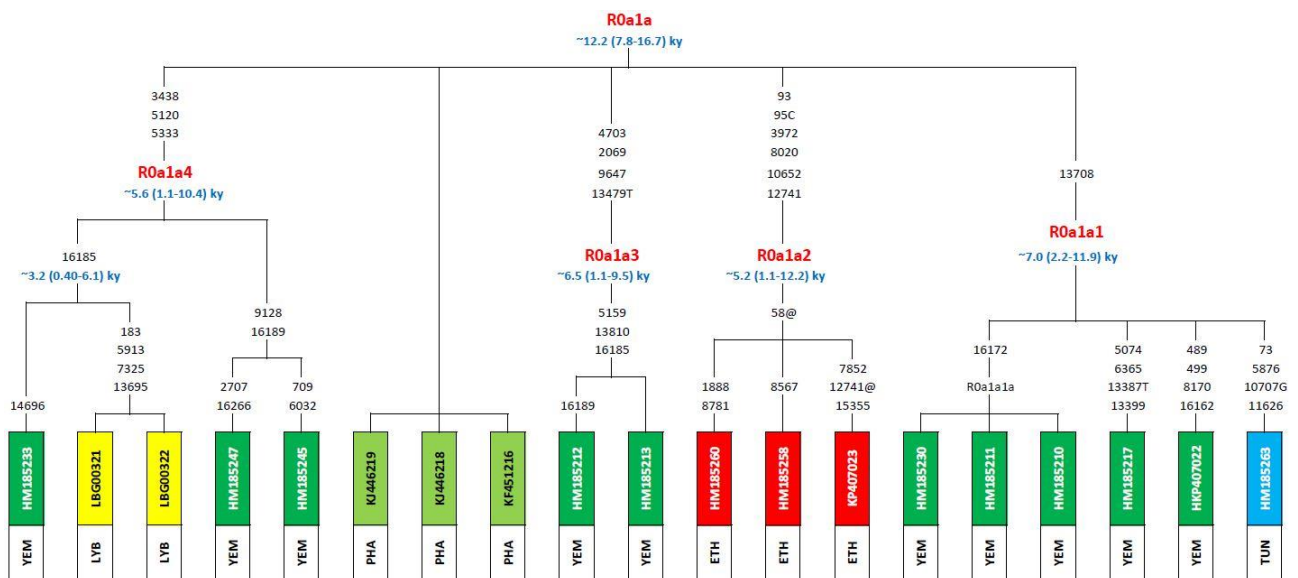 R0a1a
~12.2 (7.8-16.7) ky
3438
5120
5333
R0a1a4
~5.6 (1.1-10.4) ky
16185
~3.2 (0.40-6.1) ky
14696
183
5913
7325
13695
9128
16189
2707
16266
709
6032
4703
2069
9647
13479T
R0a1a3
~6.5 (1.1-9.5) ky
5159
13810
16185
16189
93
95C
3972
8020
10652
12741
R0a1a2
~5.2 (1.1-12.2) ky
58@
1888
8781
8567
7852
12741@
15355
13708
R0a1a1
~7.0 (2.2-11.9) ky
16172
R0a1a1a
5074
6365
13387T
13399
489
499
8170
16162
73
5876
10707G
11626
HM185233
LBG00321
LBG00322
HM185247
HM185245
KJ446219
KJ446218
KF451216
HM185212
HM185213
HM185260
HM185258
KP407023
HM185230
HM185211
HM185210
HM185217
HKP407022
HM185263
YEM
LYB
LYB
YEM
YEM
PHA
PHA
PHA
YEM
YEM
ETH
ETH
ETH
YEM
YEM
YEM
YEM
YEM
TUN